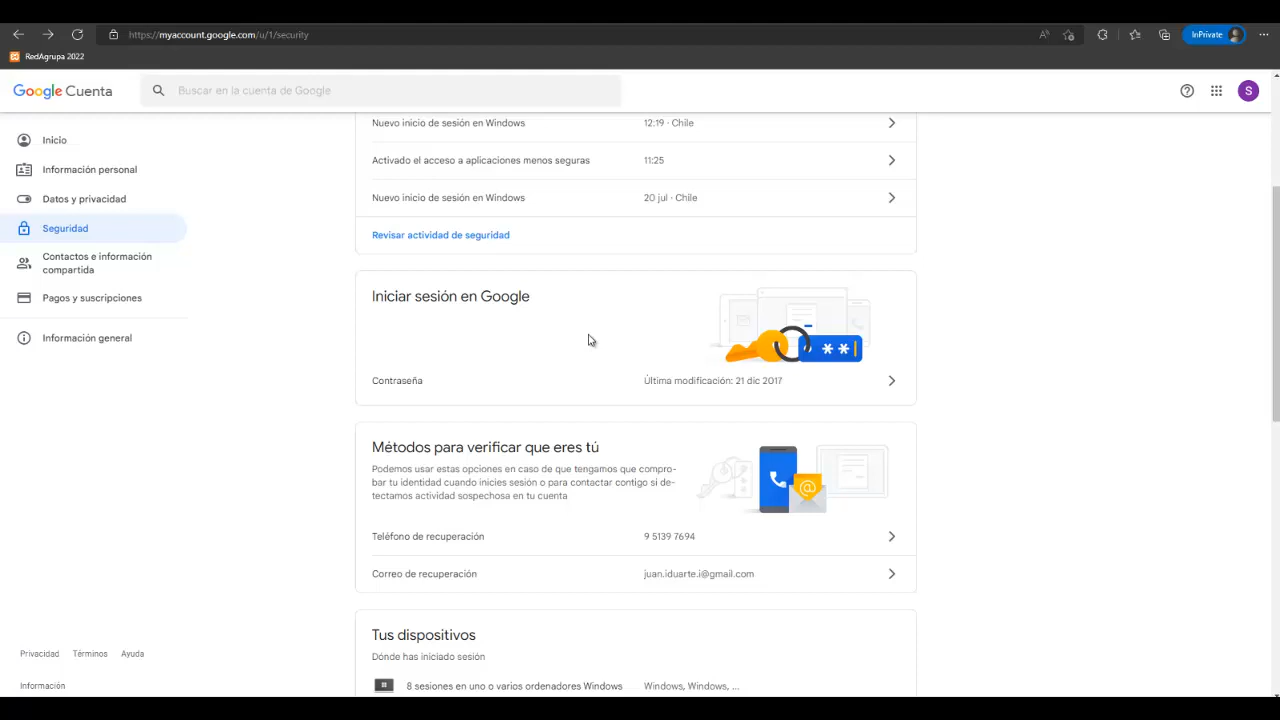 https://myaccount.google.com/u/1/security
InPrivate
RedAgrupa 2022
Google Cuenta
Buscar en la cuenta de Google
S
Inicio
Información personal
Datos y privacidad
Seguridad
Contactos e información
compartida
Pagos y suscripciones
Información general
Nuevo inicio de sesión en Windows 12:19 · Chile
Activado el acceso a aplicaciones menos seguras 11:25
Nuevo inicio de sesión en Windows 20 jul · Chile
Revisar actividad de seguridad
Iniciar sesión en Google
Contraseña Última modificación: 21 dic 2017
Métodos para verificar que eres tú
Podemos usar estas opciones en caso de que tengamos que compro-
bar tu identidad cuando inicies sesión o para contactar contigo si de-
tectamos actividad sospechosa en tu cuenta
Teléfono de recuperación 9 5139 7694
Correo de recuperación juan.iduarte.i@gmail.com
Tus dispositivos
Dónde has iniciado sesión
8 sesiones en uno o varios ordenadores Windows Windows, Windows, ...
Privacidad Términos Ayuda
Información